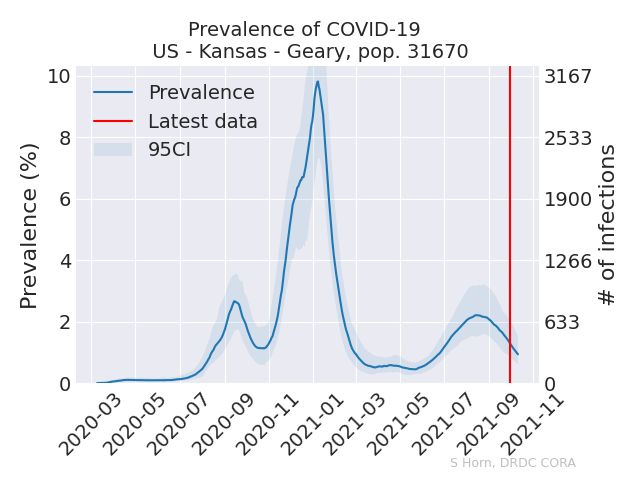 Prevalence of COVID-19
US - Kansas - Geary, pop. 31670
Prevalence (%)
10
8
6
4
2
0
Prevalence
Latest data
95CI
3167
2533
1900
1266
633
0
# of infections
2020-03
2020-05
2020-07
2020-09
2020-11
2021-01
2021-03
2021-05
2021-07
2021-09
2021-11
S Horn, DRDC CORA